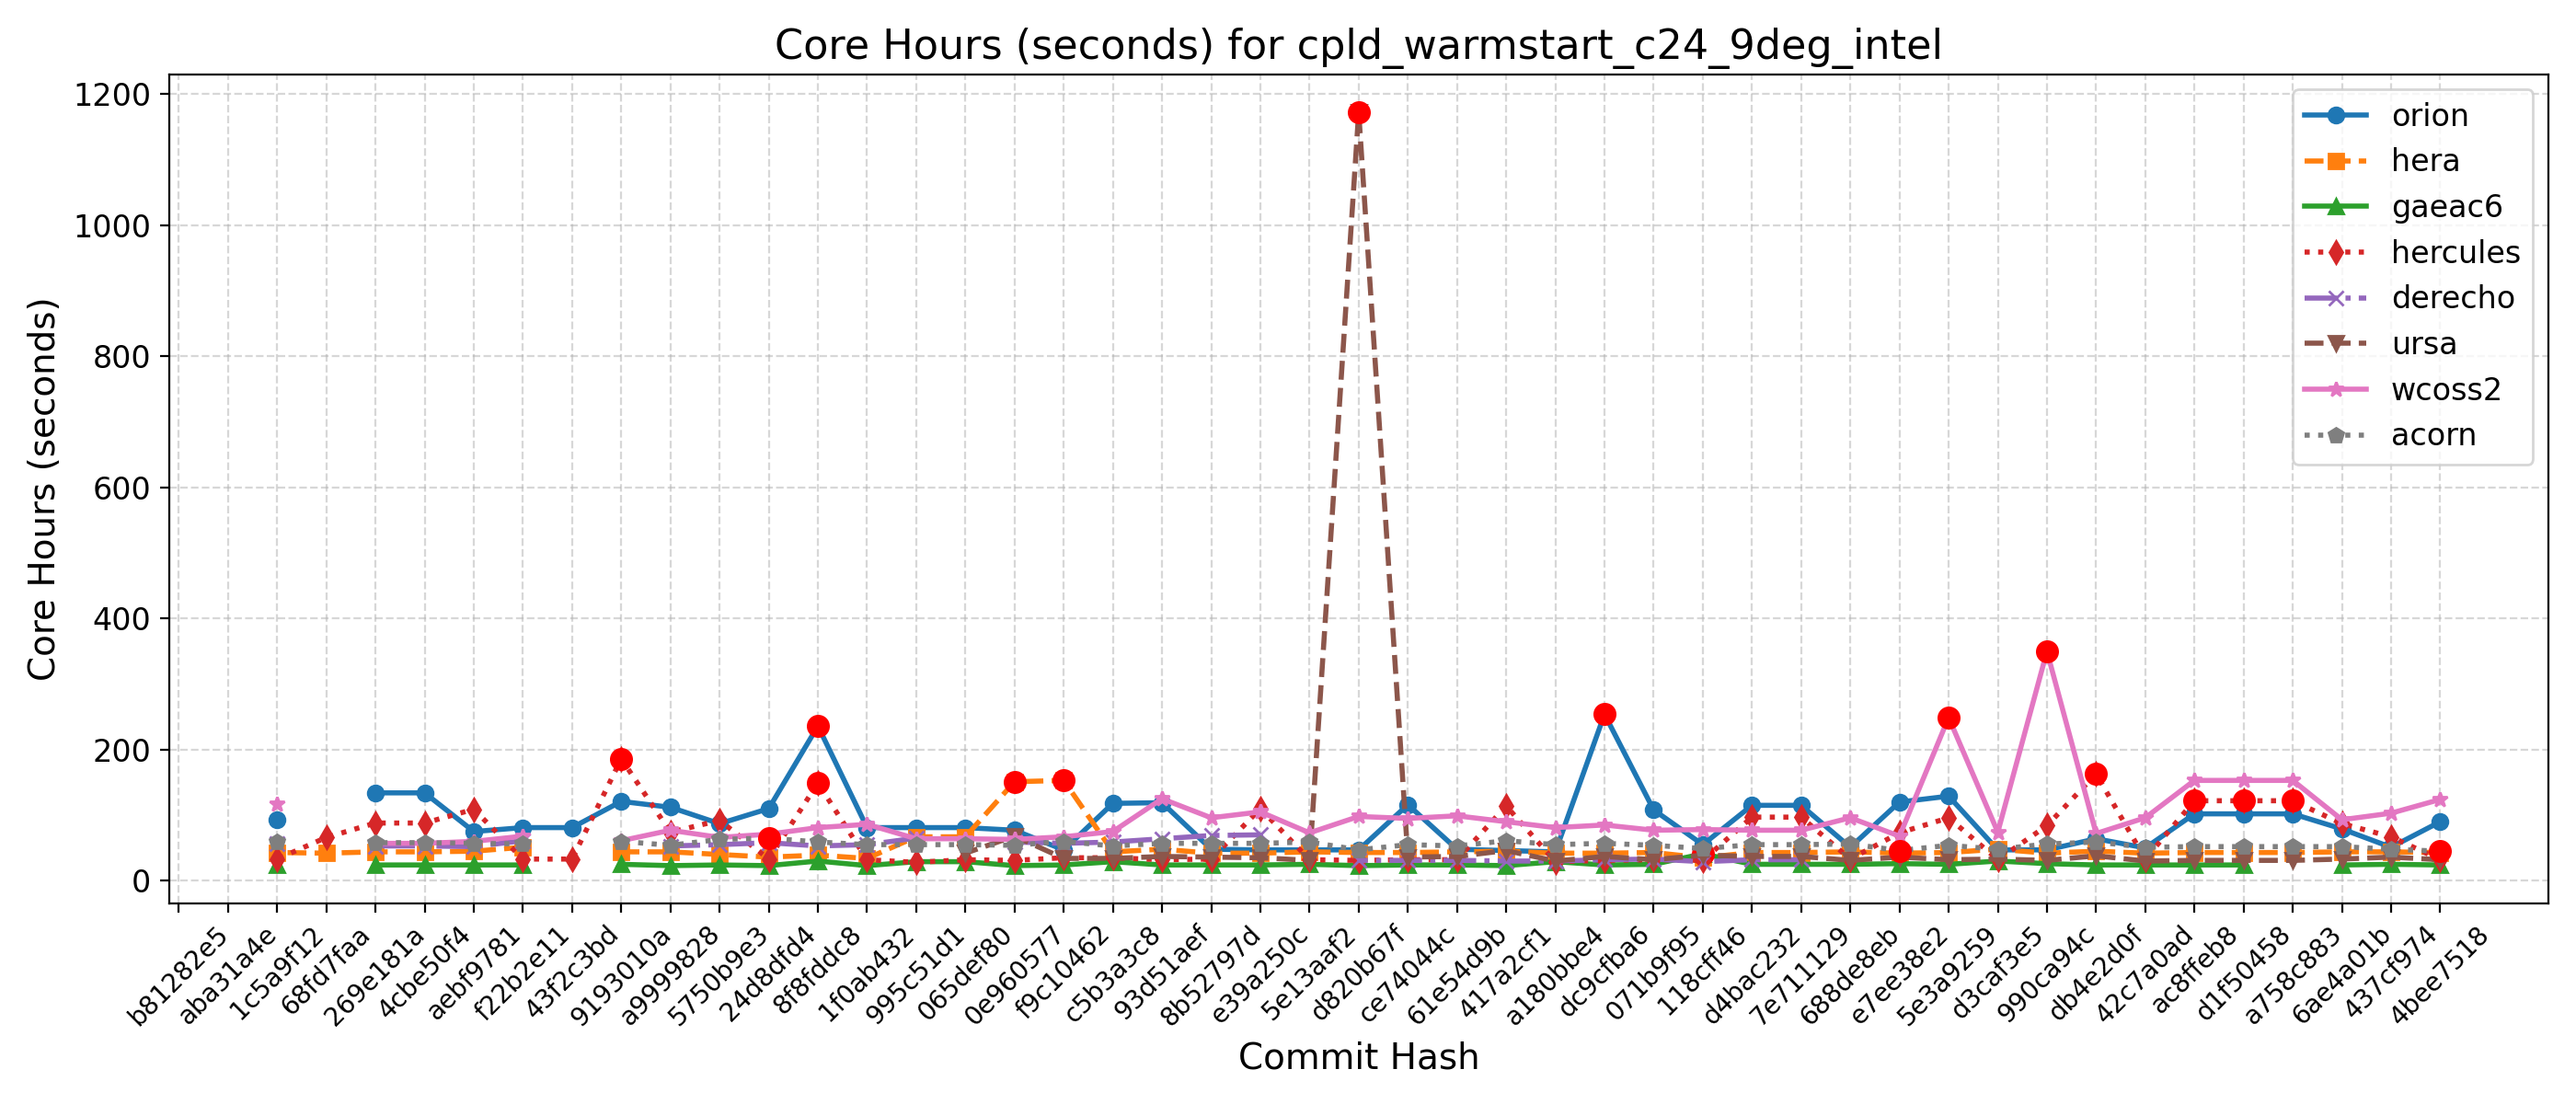 Core Hours (seconds) for cpld_warmstart_c24_9deg_intel
Core Hours (seconds)
1200
1000
800
600
400
200
0
orion
hera
gaeac6
hercules
derecho
ursa
wcoss2
acorn
b81282e5
aba31a4e
1c5a9f12
68fd7faa
269e181a
4cbe50f4
aebf9781
f22b2e11
43f2c3bd
9193010a
a9999828
5750b9e3
24d8dfd4
8f8fddc8
1f0ab432
995c51d1
065def80
0e960577
f9c10462
c5b3a3c8
93d51aef
8b52797d
e39a250c
5e13aaf2
d820b67f
ce74044c
61e54d9b
417a2cf1
a180bbe4
dc9cfba6
071b9f95
118cff46
d4bac232
7e711129
688de8eb
e7ee38e2
5e3a9259
d3caf3e5
990ca94c
db4e2d0f
42c7a0ad
ac8ffeb8
d1f50458
a758c883
6ae4a01b
437cf974
4bee7518
Commit Hash